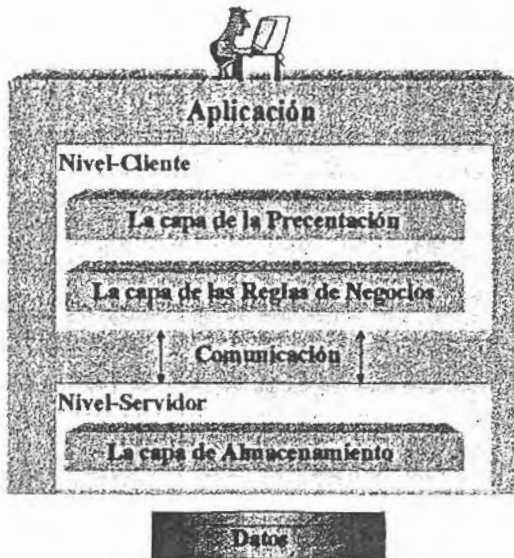 Aplicación
Nivel-Cliente
La capa de la Precentación
La capa de las Reglas de Negocios
Comunicación
Nivel-Servidor
La capa de Almacenamiento
Datos